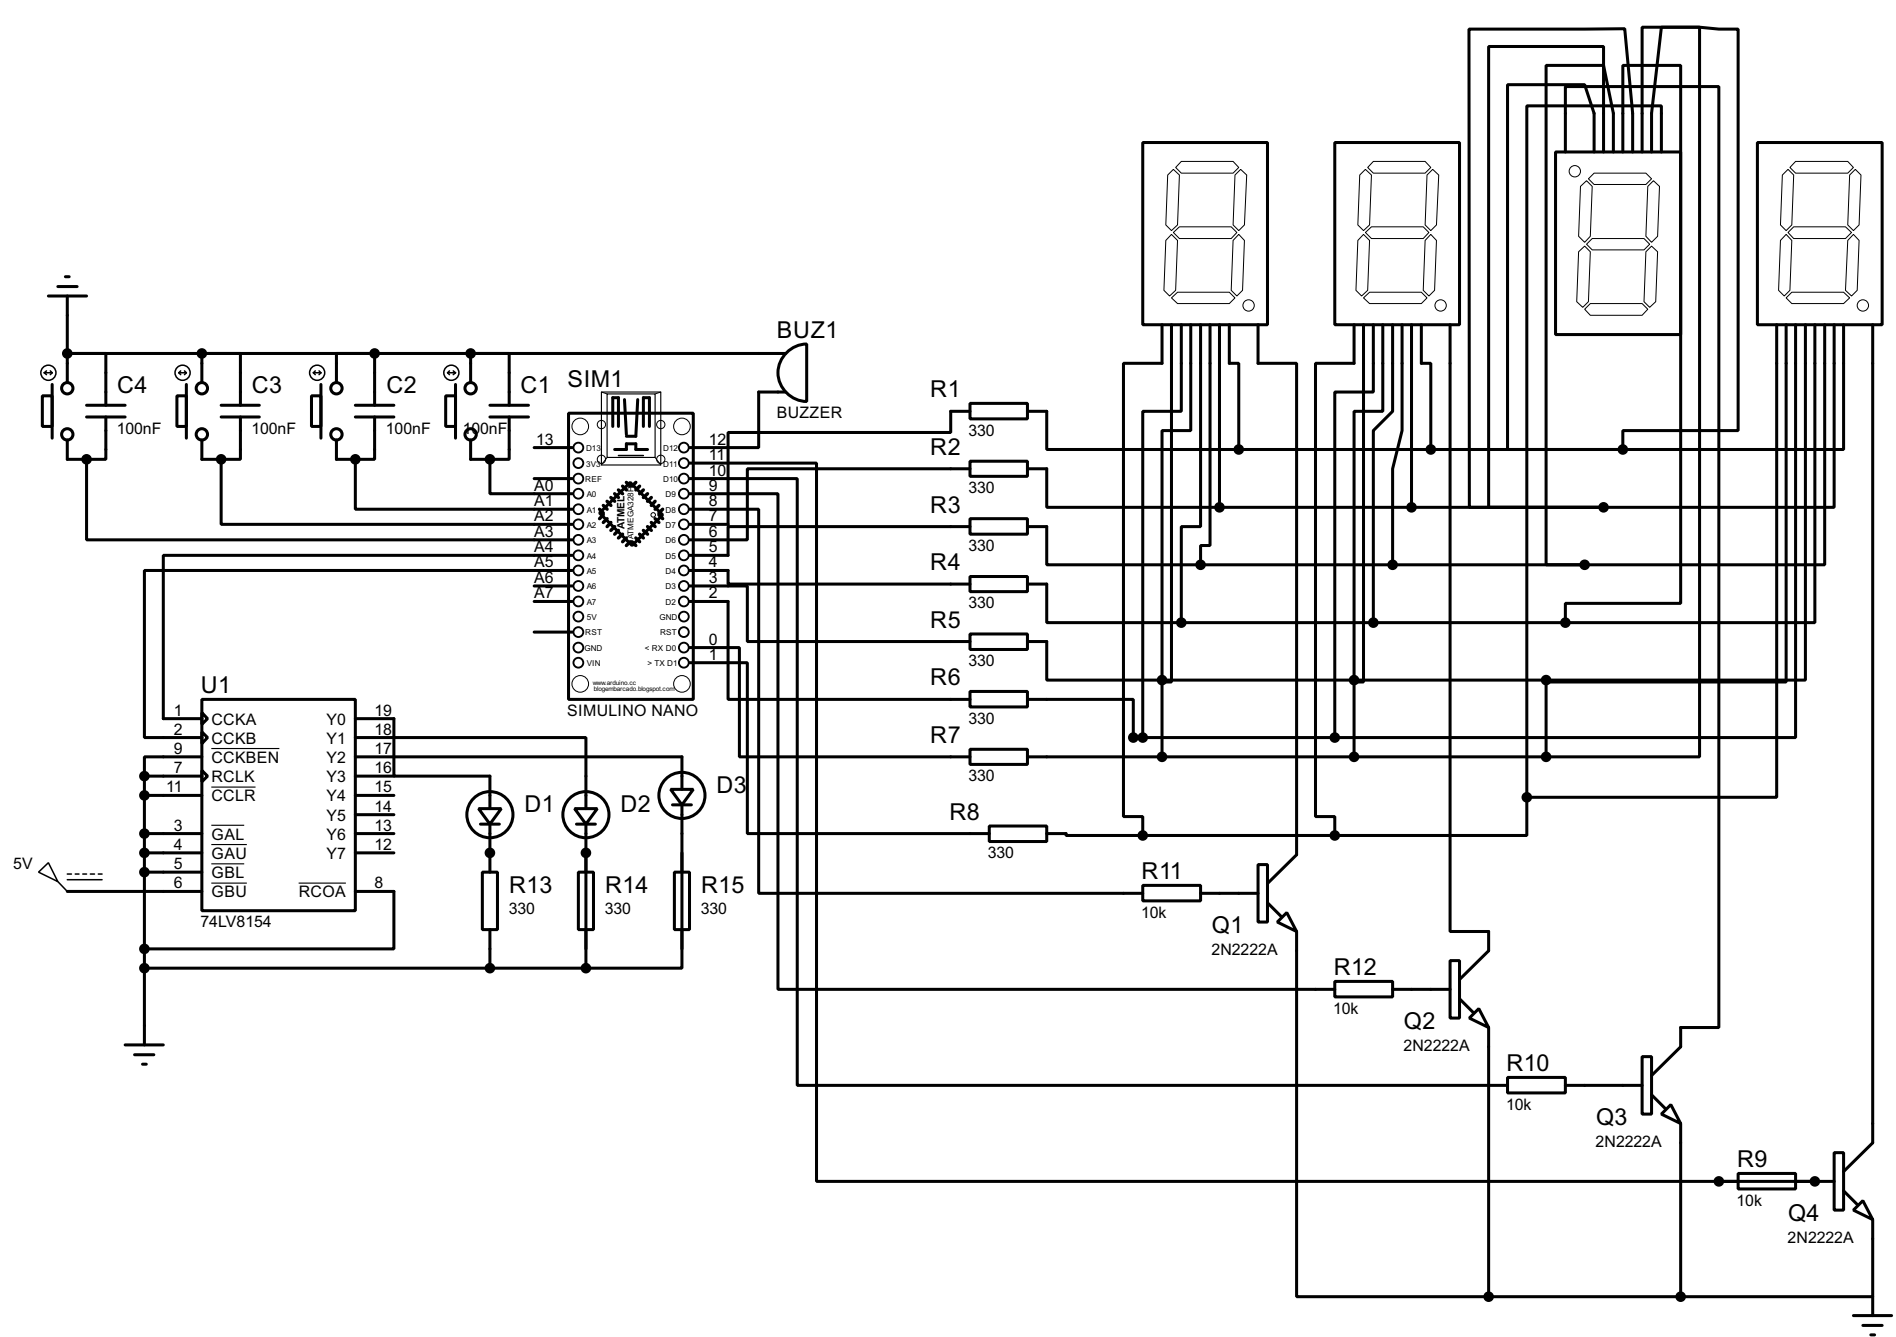 BUZ1
BUZZER
C4
100nF
C3
100nF
C2
100nF
C1
100nF
SIM1
13
A0
A1
A2
A3
A4
A5
A6
A7
D13
3V3
REF
A0
A1
A2
A3
A4
A5
A6
A7
5V
RST
GND
VIN
ATMEL
D12
D11
D10
D9
D8
D7
D6
D5
D4
D3
D2
GND
RST
< RX D0
> TX D1
12
11
10
9
8
7
6
5
4
3
2
0
1
www.arduino.cc
blogembarcado.blogspot.com
SIMULINO NANO
R1
330
R2
330
R3
330
R4
330
R5
330
R6
330
R7
330
R8
330
U1
1 CCKA Y0 19
2 CCKB Y1 18
9 CCKBEN Y2 17
7 RCLK Y3 16
11 CCLR Y4 15
Y5 14
3 GAL Y6 13
4 GAU Y7 12
5 GBL
6 GBU RCOA 8
74LV8154
5V
D1
D2
D3
R13
330
R14
330
R15
330
R11
10k
Q1
2N2222A
R12
10k
Q2
2N2222A
R10
10k
Q3
2N2222A
R9
10k
Q4
2N2222A